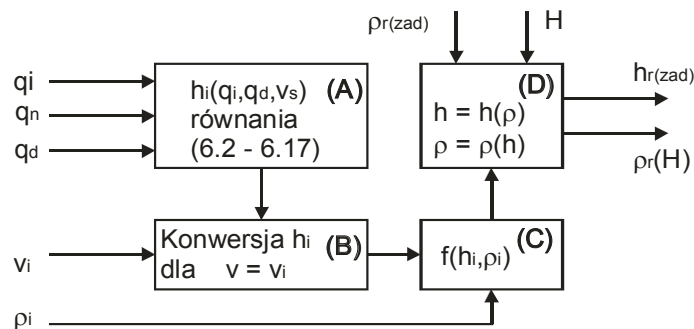 ρr(zad) H
qi
qn
qd
hi(qi,qd,vs) (A)
równania
(6.2 - 6.17)
(D)
h = h(ρ)
ρ = ρ(h)
hr(zad)
ρr(H)
vi
Konwersja hi (B)
dla v = vi
(C)
f(hi,ρi)
ρi